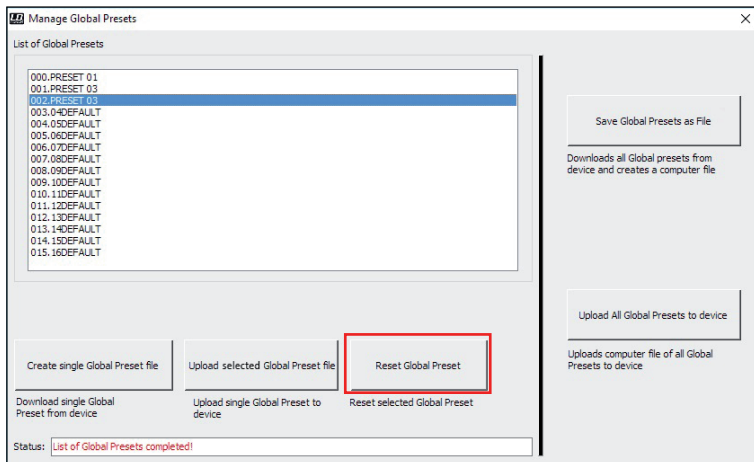 LD
Manage Global Presets
List of Global Presets
000.PRESET 01
001.PRESET 03
002.PRESET 03
003.04DEFAULT
004.05DEFAULT
005.06DEFAULT
006.07DEFAULT
007.08DEFAULT
008.09DEFAULT
009.10DEFAULT
010.11DEFAULT
011.12DEFAULT
012.13DEFAULT
013.14DEFAULT
014.15DEFAULT
015.16DEFAULT
Create single Global Preset file
Download single Global
Preset from device
Upload selected Global Preset file
Upload single Global Preset to
device
Reset Global Preset
Reset selected Global Preset
Status: List of Global Presets completed!
Save Global Presets as File
Downloads all Global presets from
device and creates a computer file
Upload All Global Presets to device
Uploads computer file of all Global
Presets to device